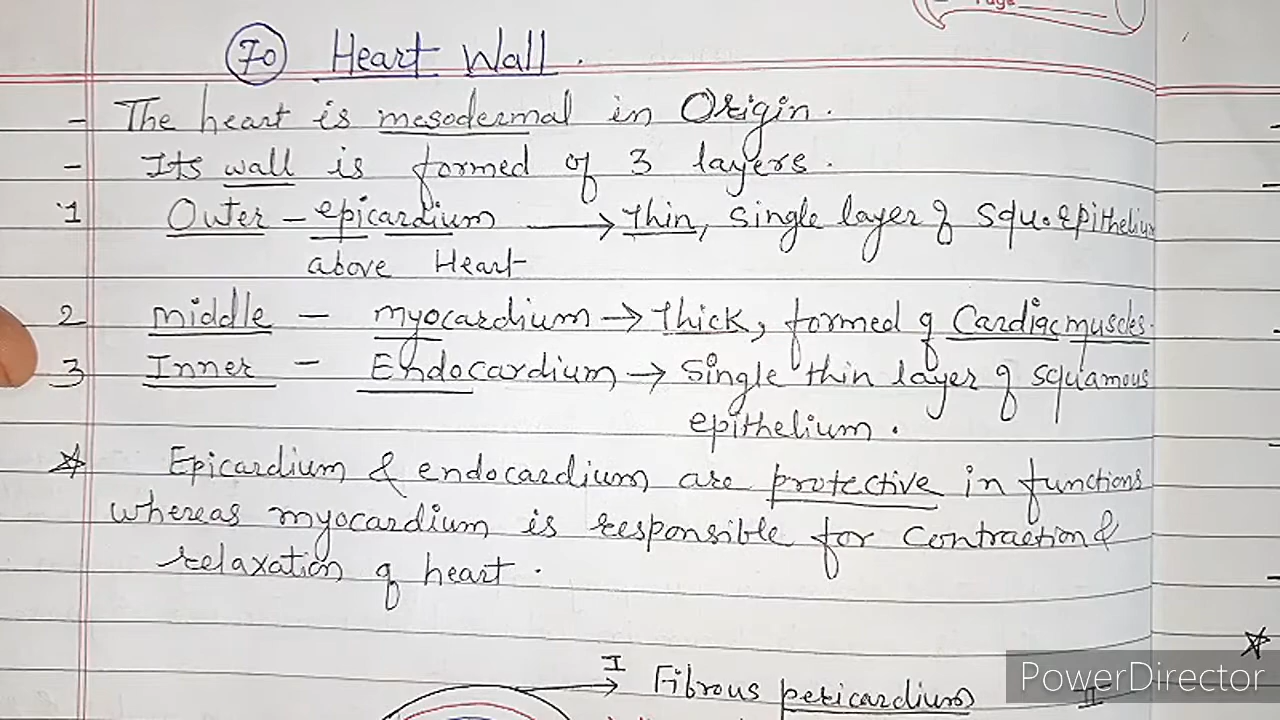 70 Heart Wall.
- The heart is mesodermal in Origin.
- Its wall is formed of 3 layers.
1 Outer - epicardium → thin, single layer of squ. epithelium
above Heart
2 middle - myocardium → thick, formed of Cardiac muscles.
3 Inner - Endocardium → Single thin layer of squamous
epithelium.
☆ Epicardium & endocardium are protective in functions
whereas myocardium is responsible for contraction &
relaxation of heart.
I Fibrous pericardium II
PowerDirector